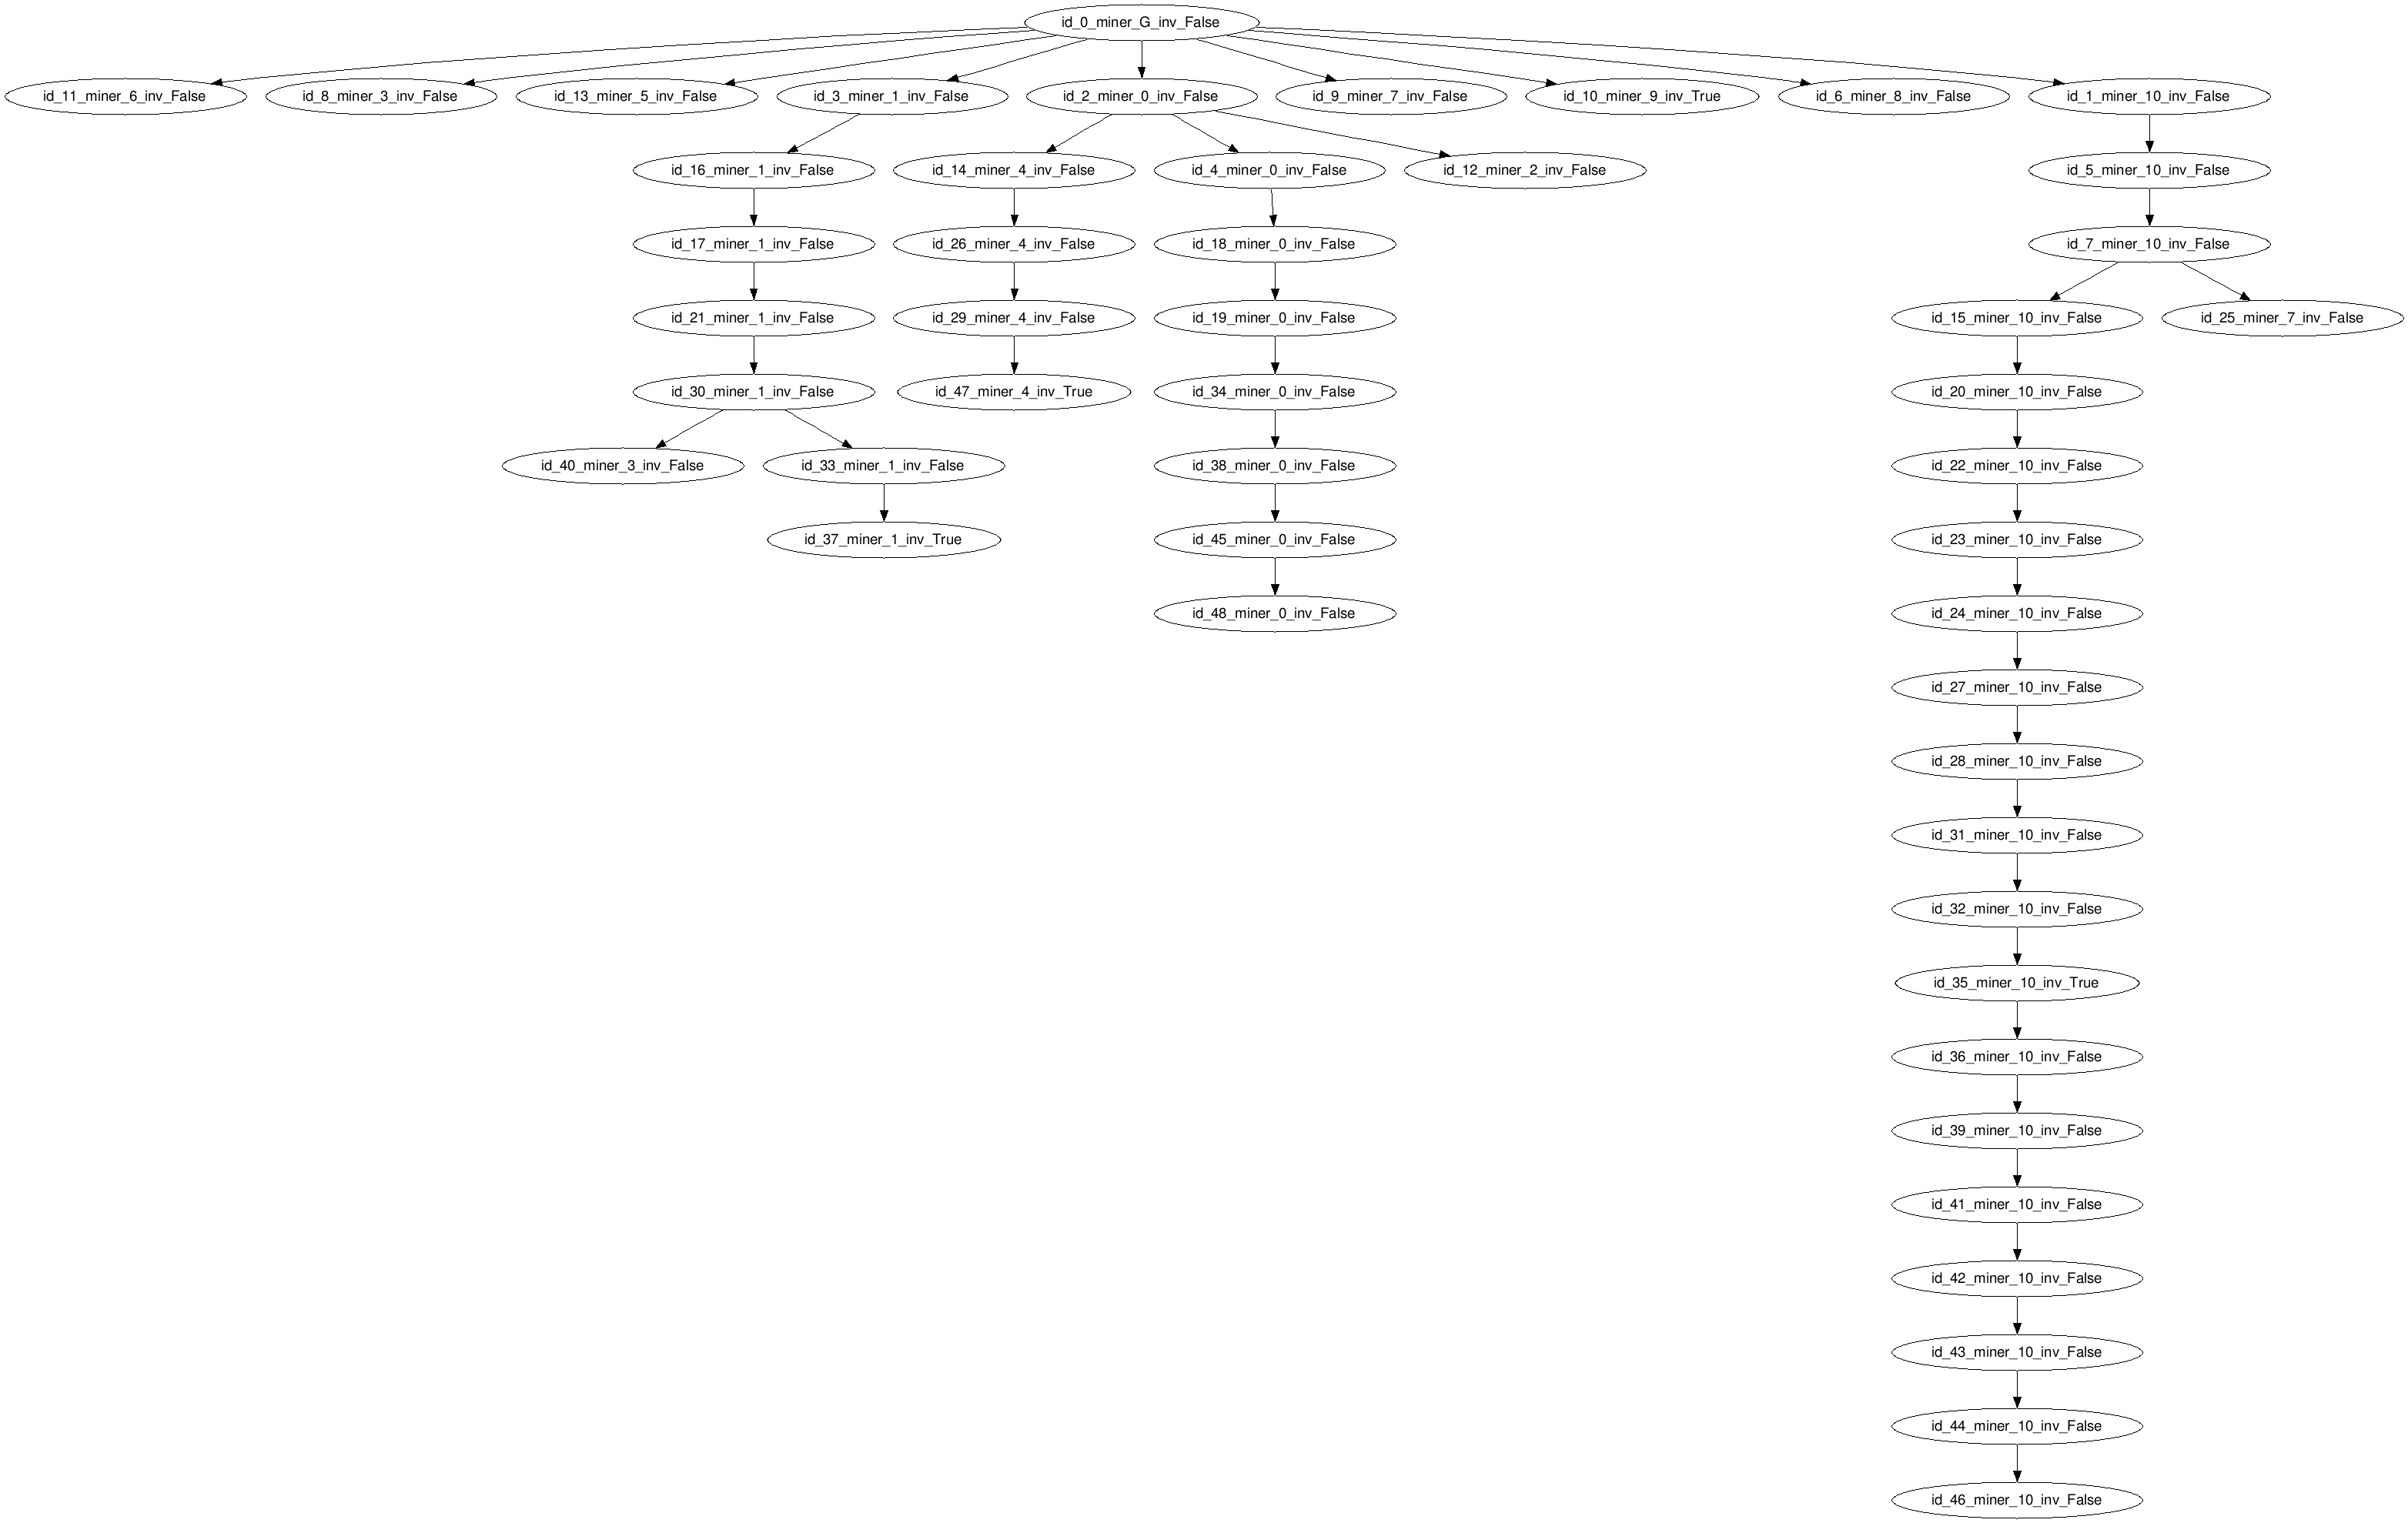 id_0_miner_G_inv_False
id_11_miner_6_inv_False
id_8_miner_3_inv_False
id_13_miner_5_inv_False
id_3_miner_1_inv_False
id_2_miner_0_inv_False
id_9_miner_7_inv_False
id_10_miner_9_inv_True
id_6_miner_8_inv_False
id_1_miner_10_inv_False
id_16_miner_1_inv_False
id_14_miner_4_inv_False
id_4_miner_0_inv_False
id_12_miner_2_inv_False
id_5_miner_10_inv_False
id_17_miner_1_inv_False
id_26_miner_4_inv_False
id_18_miner_0_inv_False
id_7_miner_10_inv_False
id_21_miner_1_inv_False
id_29_miner_4_inv_False
id_19_miner_0_inv_False
id_15_miner_10_inv_False
id_25_miner_7_inv_False
id_30_miner_1_inv_False
id_47_miner_4_inv_True
id_34_miner_0_inv_False
id_20_miner_10_inv_False
id_40_miner_3_inv_False
id_33_miner_1_inv_False
id_38_miner_0_inv_False
id_22_miner_10_inv_False
id_37_miner_1_inv_True
id_45_miner_0_inv_False
id_23_miner_10_inv_False
id_48_miner_0_inv_False
id_24_miner_10_inv_False
id_27_miner_10_inv_False
id_28_miner_10_inv_False
id_31_miner_10_inv_False
id_32_miner_10_inv_False
id_35_miner_10_inv_True
id_36_miner_10_inv_False
id_39_miner_10_inv_False
id_41_miner_10_inv_False
id_42_miner_10_inv_False
id_43_miner_10_inv_False
id_44_miner_10_inv_False
id_46_miner_10_inv_False